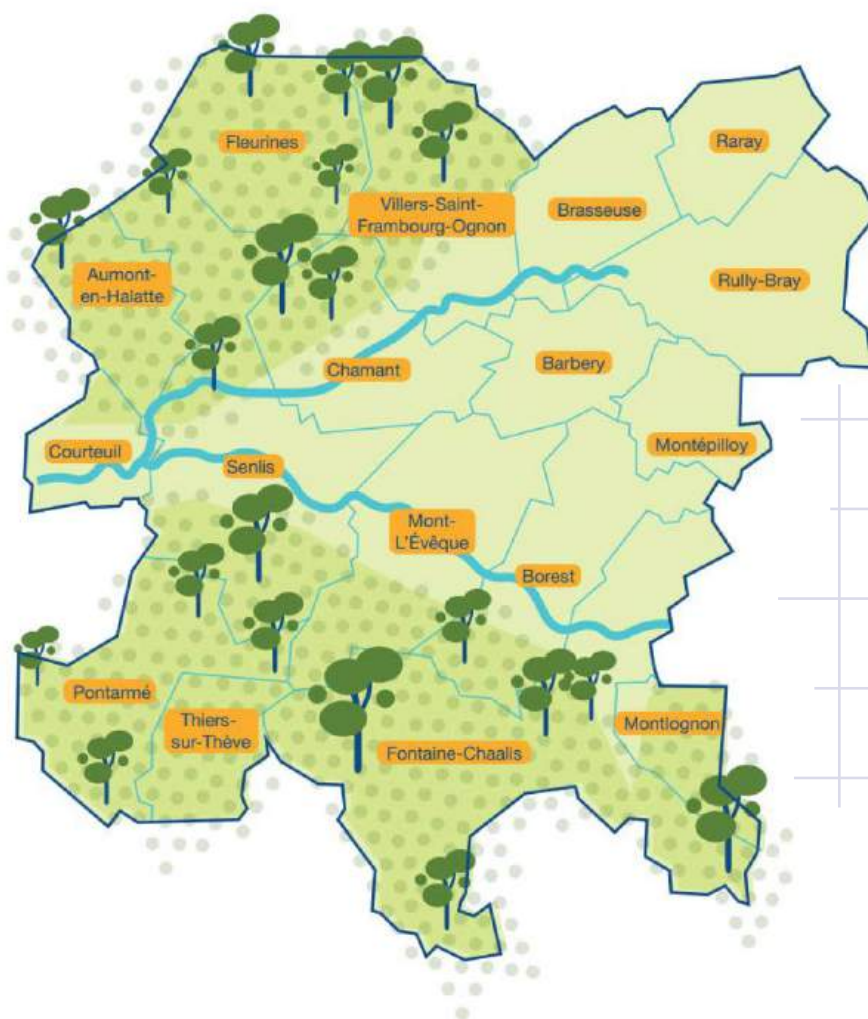 Fleurines
Raray
Villers-Saint-
Frambourg-Ognon
Brasseuse
Aumont-
en-Halatte
Rully-Bray
Chamant
Barbery
Courteuil
Senlis
Montépilloy
Mont-
L'Évêque
Borest
Pontarmé
Thiers-
sur-Thève
Fontaine-Chaalis
Montlognon